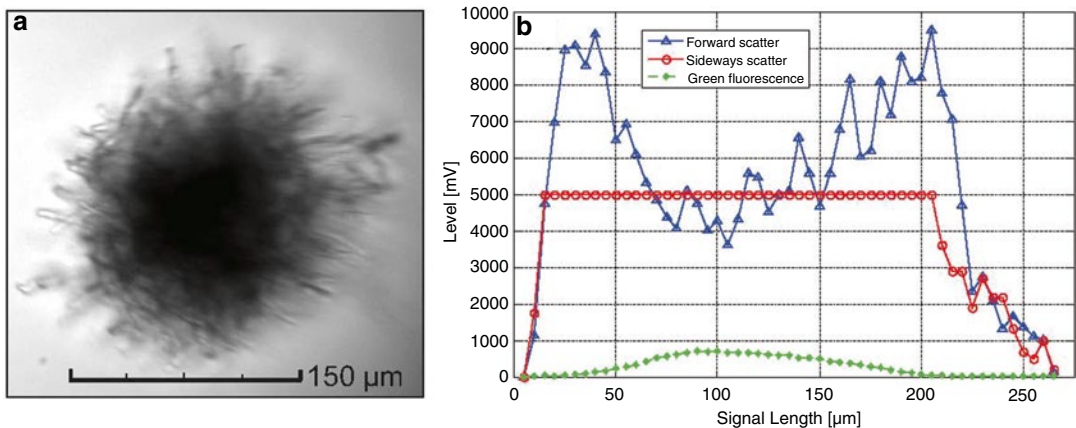 a
150 µm
b
10000
9000
8000
7000
6000
5000
4000
3000
2000
1000
0
Level [mV]
Forward scatter
Sideways scatter
Green fluorescence
0 50 100 150 200 250
Signal Length [µm]